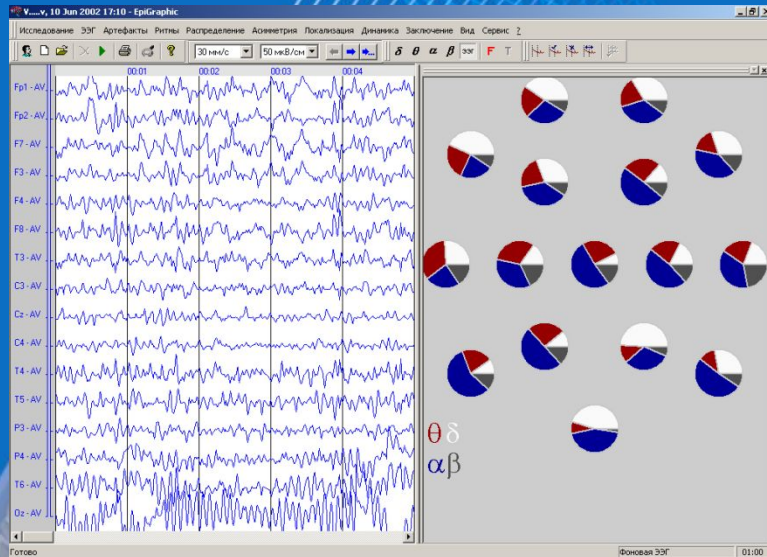 V.....v, 10 Jun 2002 17:10 - EpiGraphic
Исследование ЭЭГ Артефакты Ритмы Распределение Асимметрия Локализация Динамика Заключение Вид Сервис ?
30 мм/с 50 мкВ/см δ θ α β ЭЭГ F T
00:01 00:02 00:03 00:04
Fp1 - AV
Fp2 - AV
F7 - AV
F3 - AV
F4 - AV
F8 - AV
T3 - AV
C3 - AV
Cz - AV
C4 - AV
T4 - AV
T5 - AV
P3 - AV
P4 - AV
T6 - AV
Oz - AV
θ δ
α β
Готово Фоновая ЭЭГ 01:00